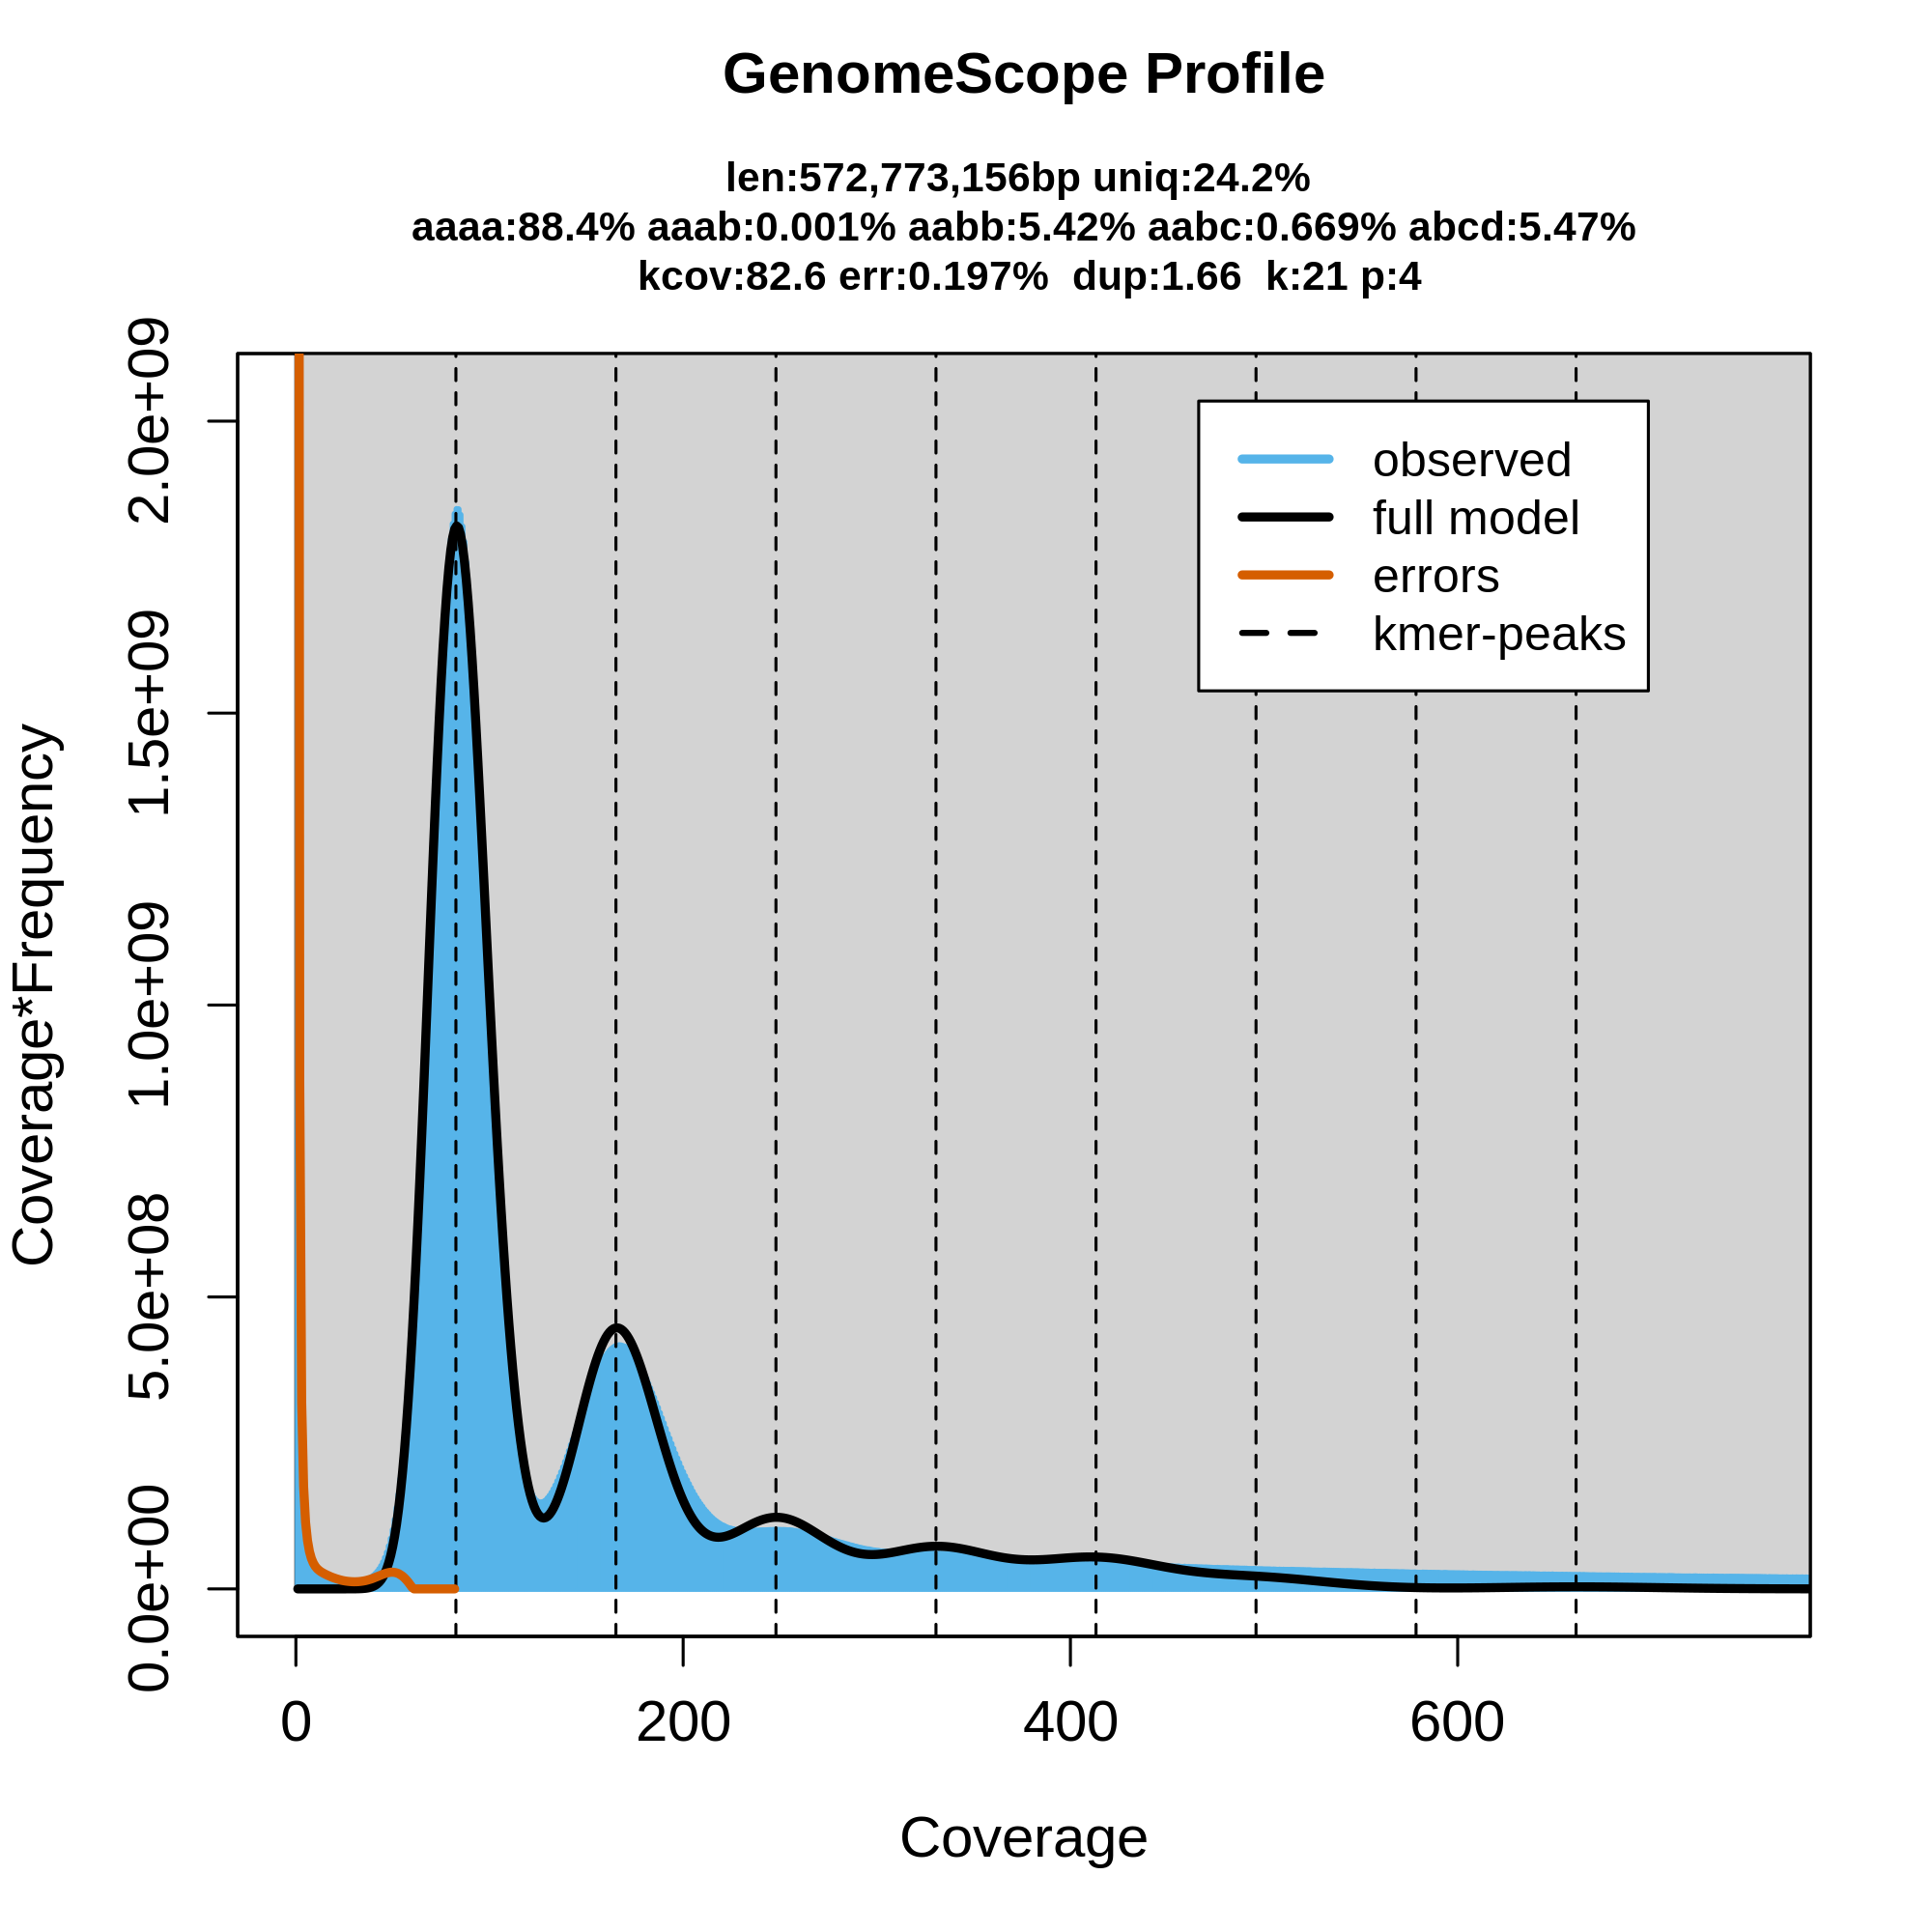 GenomeScope Profile
len:572,773,156bp uniq:24.2%
aaaa:88.4% aaab:0.001% aabb:5.42% aabc:0.669% abcd:5.47%
kcov:82.6 err:0.197%  dup:1.66  k:21 p:4
observed
full model
errors
kmer-peaks
Coverage*Frequency
2.0e+09
1.5e+09
1.0e+09
5.0e+08
0.0e+00
0 200 400 600
Coverage